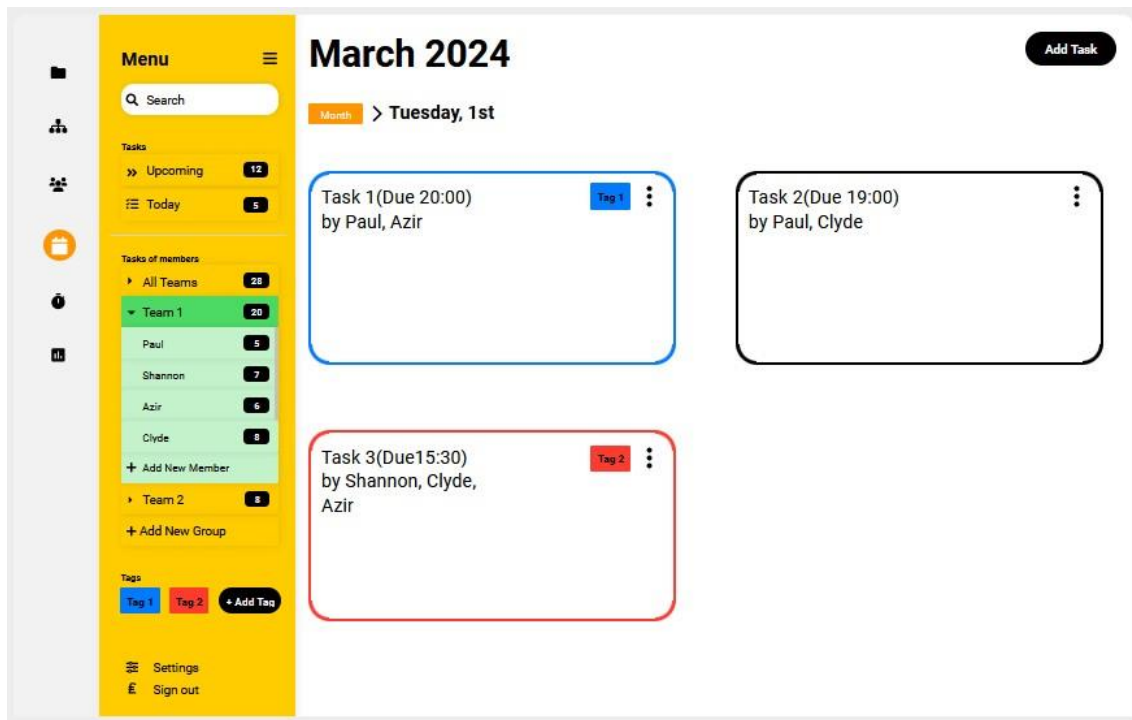 Menu
Search
Tasks
Upcoming 12
Today 5
Tasks of members
All Teams 28
Team 1 20
Paul 5
Shannon 7
Azir 6
Clyde 8
+ Add New Member
Team 2 8
+ Add New Group
Tags
Tag 1 Tag 2 + Add Tag
Settings
Sign out
March 2024
Add Task
Month > Tuesday, 1st
Task 1(Due 20:00) Tag 1
by Paul, Azir
Task 2(Due 19:00)
by Paul, Clyde
Task 3(Due15:30) Tag 2
by Shannon, Clyde,
Azir